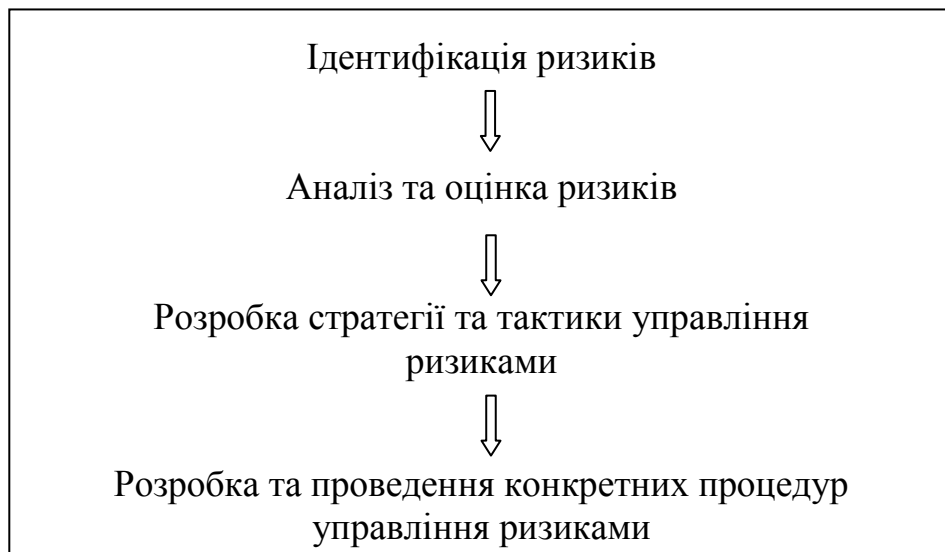 Ідентифікація ризиків
Аналіз та оцінка ризиків
Розробка стратегії та тактики управління
ризиками
Розробка та проведення конкретних процедур
управління ризиками